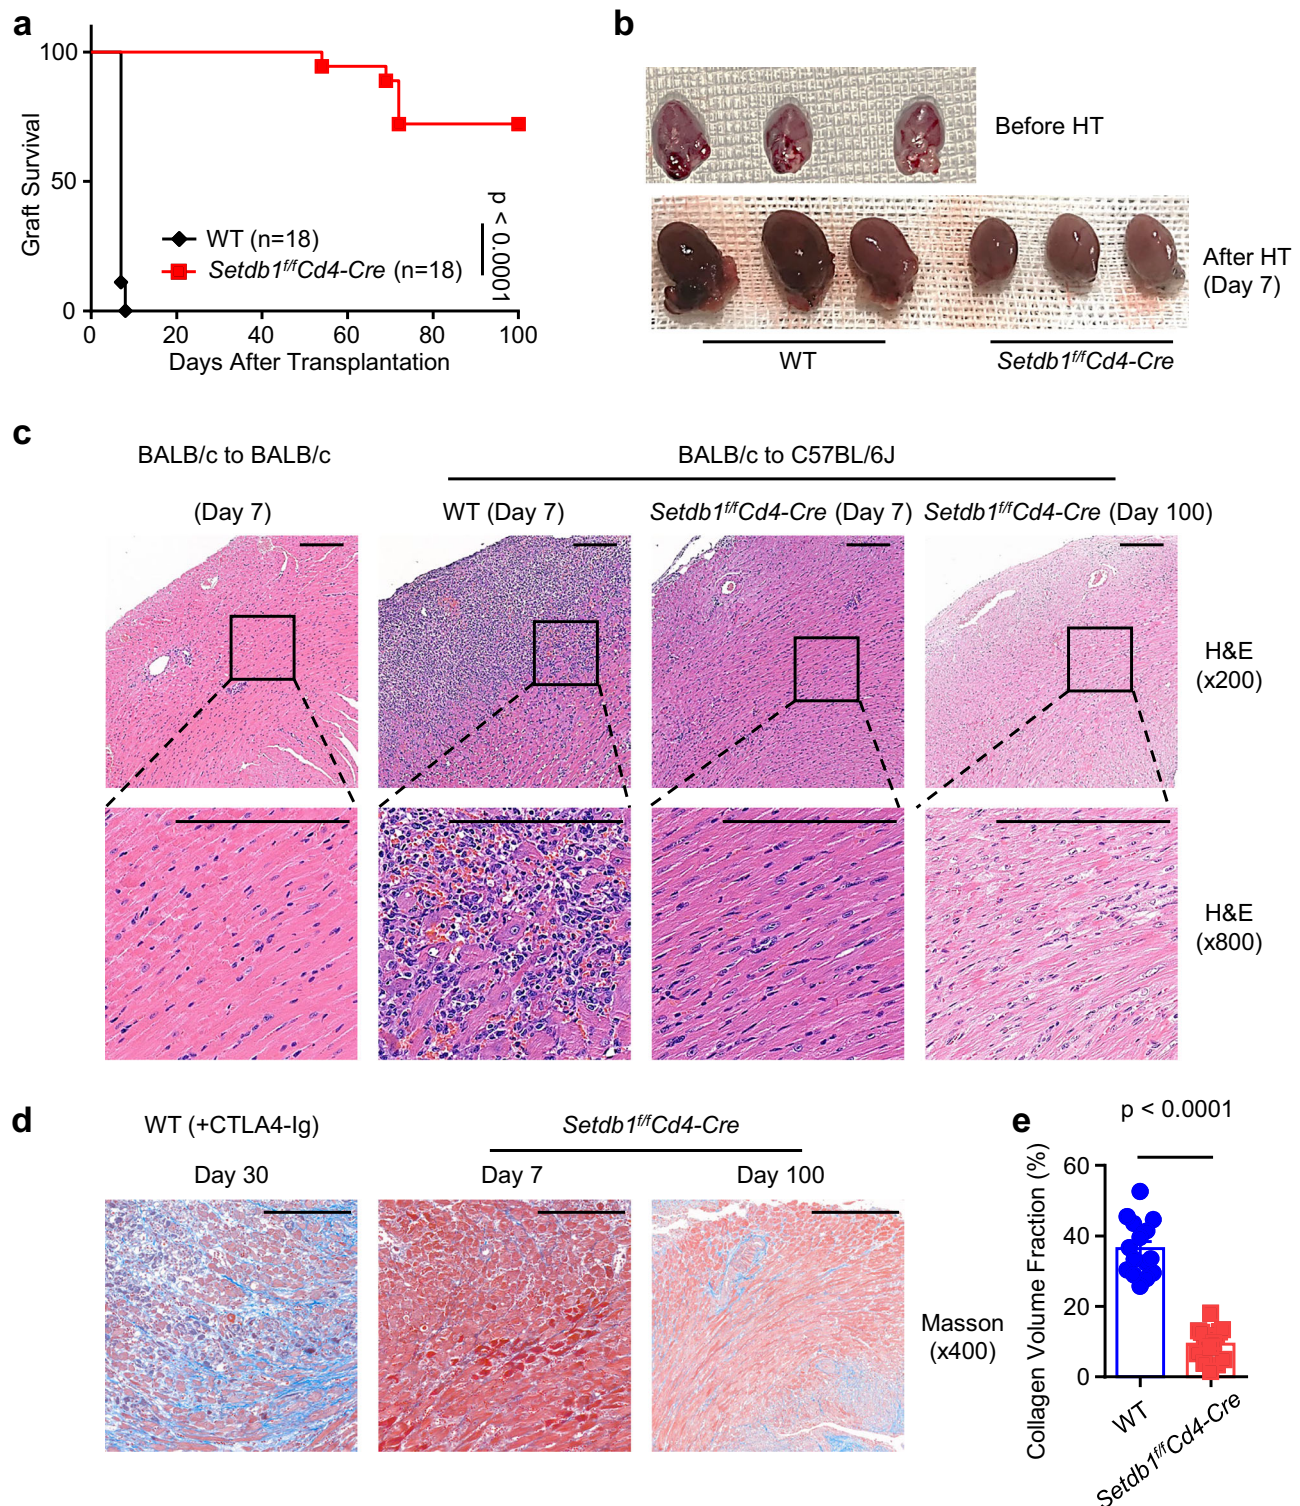 a
100
50
0
Graft Survival
WT (n=18)
Setdb1f/fCd4-Cre (n=18)
p < 0.0001
0 20 40 60 80 100
Days After Transplantation
b
Before HT
After HT
(Day 7)
WT
Setdb1f/fCd4-Cre
c
BALB/c to BALB/c
BALB/c to C57BL/6J
(Day 7)
WT (Day 7)
Setdb1f/fCd4-Cre (Day 7)
Setdb1f/fCd4-Cre (Day 100)
H&E
(x200)
H&E
(x800)
d
WT (+CTLA4-Ig)
Setdb1f/fCd4-Cre
Day 30
Day 7
Day 100
Masson
(x400)
e
p < 0.0001
Collagen Volume Fraction (%)
60
40
20
0
WT
Setdb1f/fCd4-Cre